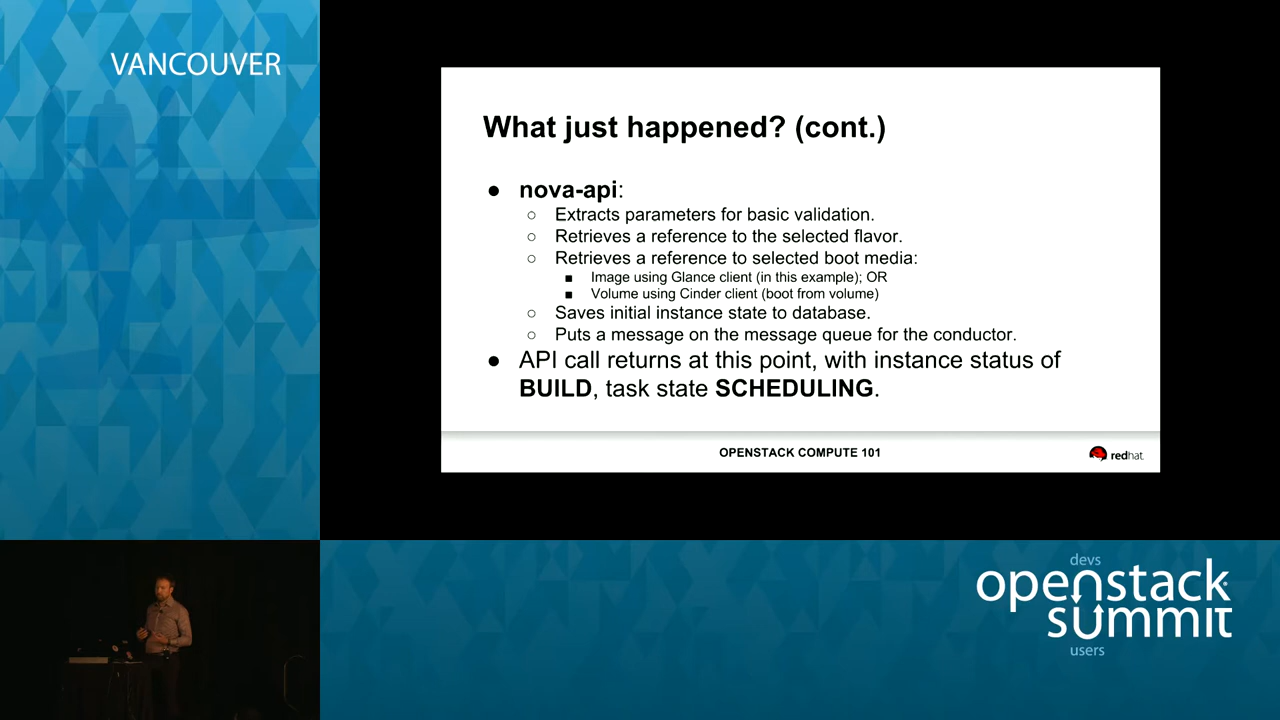 VANCOUVER
What just happened? (cont.)
● nova-api:
○ Extracts parameters for basic validation.
○ Retrieves a reference to the selected flavor.
○ Retrieves a reference to selected boot media:
■ Image using Glance client (in this example); OR
■ Volume using Cinder client (boot from volume)
○ Saves initial instance state to database.
○ Puts a message on the message queue for the conductor.
● API call returns at this point, with instance status of
BUILD, task state SCHEDULING.
OPENSTACK COMPUTE 101
redhat
devs
openstack
summit
users